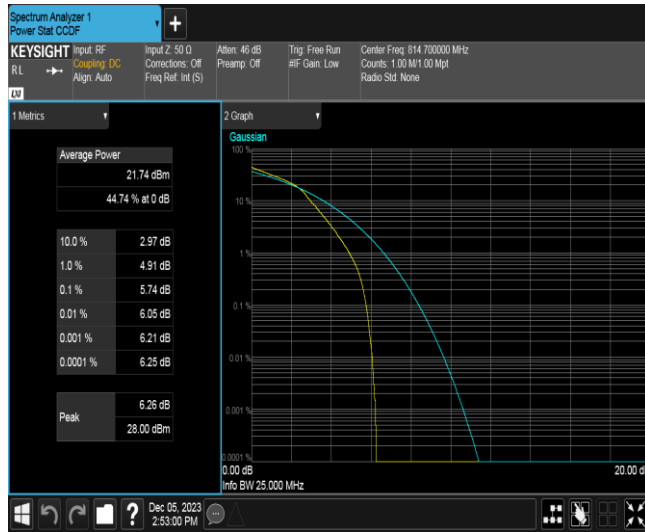 Spectrum Analyzer 1
Power Stat CCDF
+
KEYSIGHT
RL
LXI
Input: RF
Coupling: DC
Align: Auto
Input Z: 50 Ω
Corrections: Off
Freq Ref: Int (S)
Atten: 46 dB
Preamp: Off
Trig: Free Run
#IF Gain: Low
Center Freq: 814.700000 MHz
Counts: 1.00 M/1.00 Mpt
Radio Std: None
1 Metrics
Average Power
21.74 dBm
44.74 % at 0 dB
10.0 % 2.97 dB
1.0 % 4.91 dB
0.1 % 5.74 dB
0.01 % 6.05 dB
0.001 % 6.21 dB
0.0001 % 6.25 dB
Peak
6.26 dB
28.00 dBm
2 Graph
Gaussian
100 %
10 %
1 %
0.1 %
0.01 %
0.001 %
0.0001 %
0.00 dB
20.00 d
Info BW 25.000 MHz
?
Dec 05, 2023
2:53:00 PM